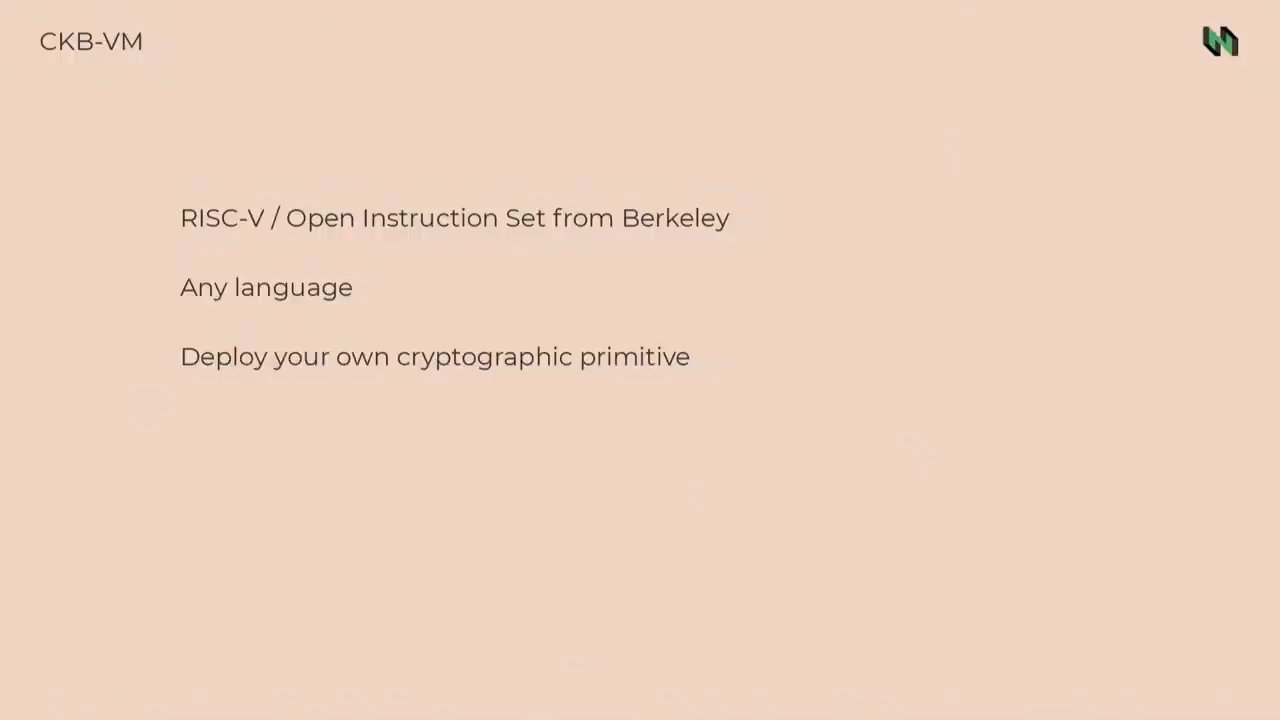 CKB-VM
RISC-V / Open Instruction Set from Berkeley
Any language
Deploy your own cryptographic primitive